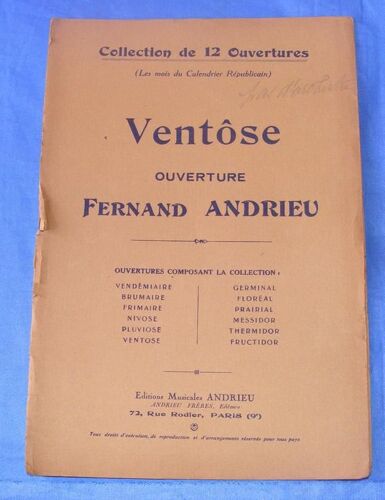 Collection de 12 Ouvertures
(Les mois du Calendrier Républicain)
Ventôse
OUVERTURE
FERNAND ANDRIEU
OUVERTURES COMPOSANT LA COLLECTION :
VENDÉMIAIRE GERMINAL
BRUMAIRE FLORÉAL
FRIMAIRE PRAIRIAL
NIVOSE MESSIDOR
PLUVIOSE THERMIDOR
VENTOSE FRUCTIDOR
Editions Musicales ANDRIEU
ANDRIEU FRÈRES, Editeurs
72, Rue Rodier, PARIS (9e)
Tous droits d'exécution, de reproduction et d'arrangements réservés pour tous pays